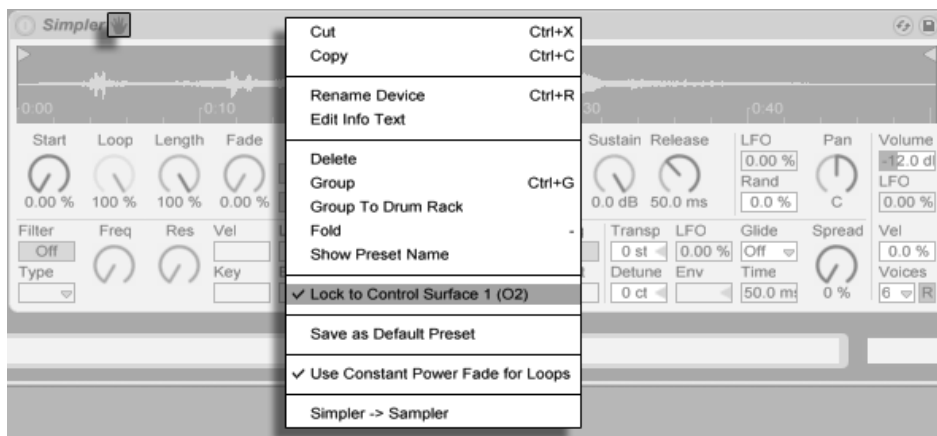 Simpler
Cut Ctrl+X
Copy Ctrl+C
Rename Device Ctrl+R
Edit Info Text
Delete
Group Ctrl+G
Group To Drum Rack
Fold -
Show Preset Name
✓ Lock to Control Surface 1 (O2)
Save as Default Preset
✓ Use Constant Power Fade for Loops
Simpler -> Sampler
0:00 0:10 30 0:40
Start Loop Length Fade Sustain Release LFO Pan Volume
0.00 % 100 % 100 % 0.00 % 0.0 dB 50.0 ms 0.00 % C -12.0 dB
Rand LFO
0.0 % 0.00 %
Filter Freq Res Vel Transp LFO Glide Spread Vel
Off 0 st 0.00 % Off 0.0 %
Type Key Detune Env Time Voices
0 ct 50.0 ms 0 % 6 R